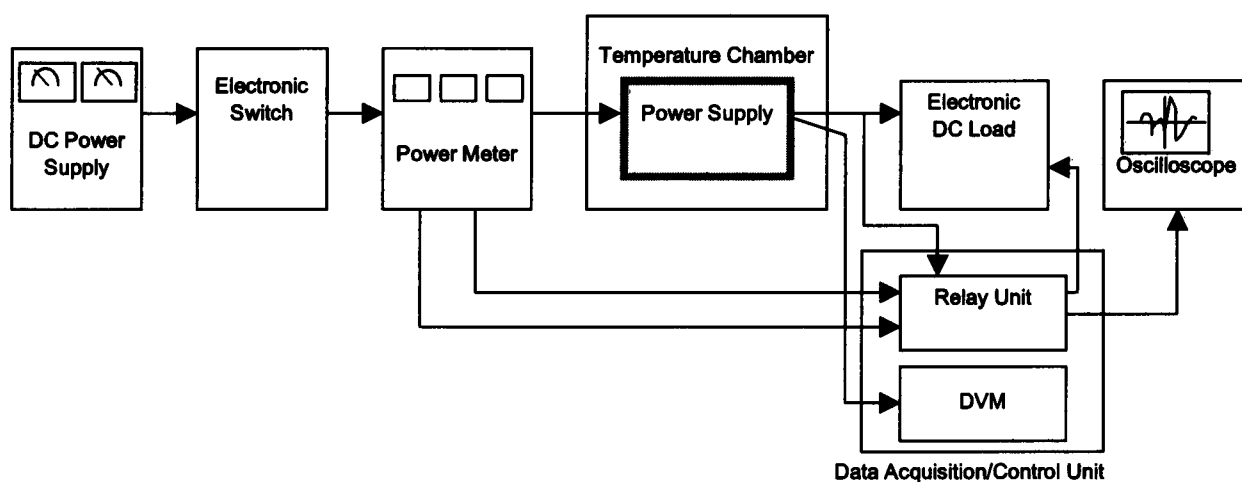 DC Power
Supply
Electronic
Switch
Power Meter
Temperature Chamber
Power Supply
Electronic
DC Load
Oscilloscope
Relay Unit
DVM
Data Acquisition/Control Unit